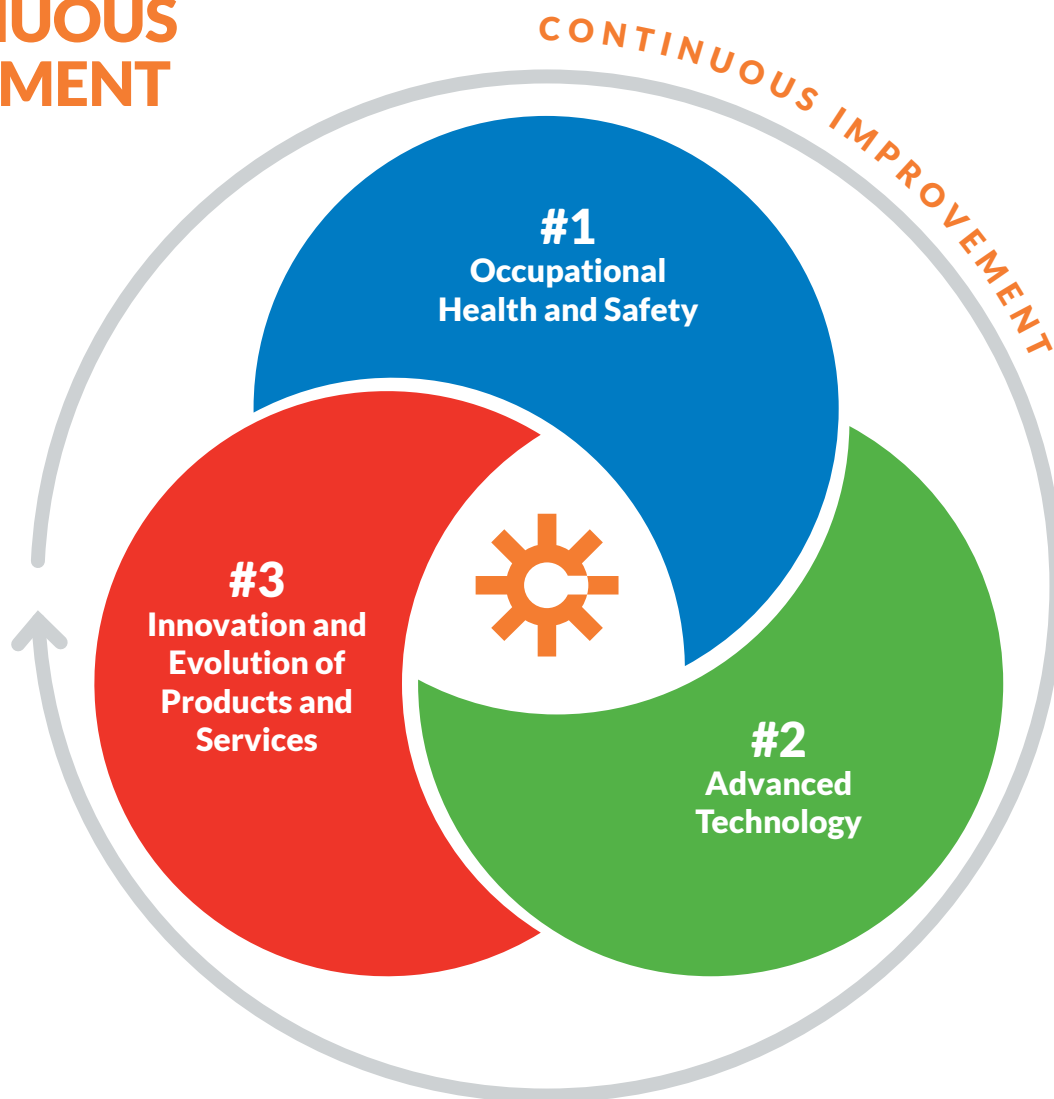 NUOUS
MENT
CONTINUOUS IMPROVEMENT
#1
Occupational
Health and Safety
#3
Innovation and
Evolution of
Products and
Services
#2
Advanced
Technology